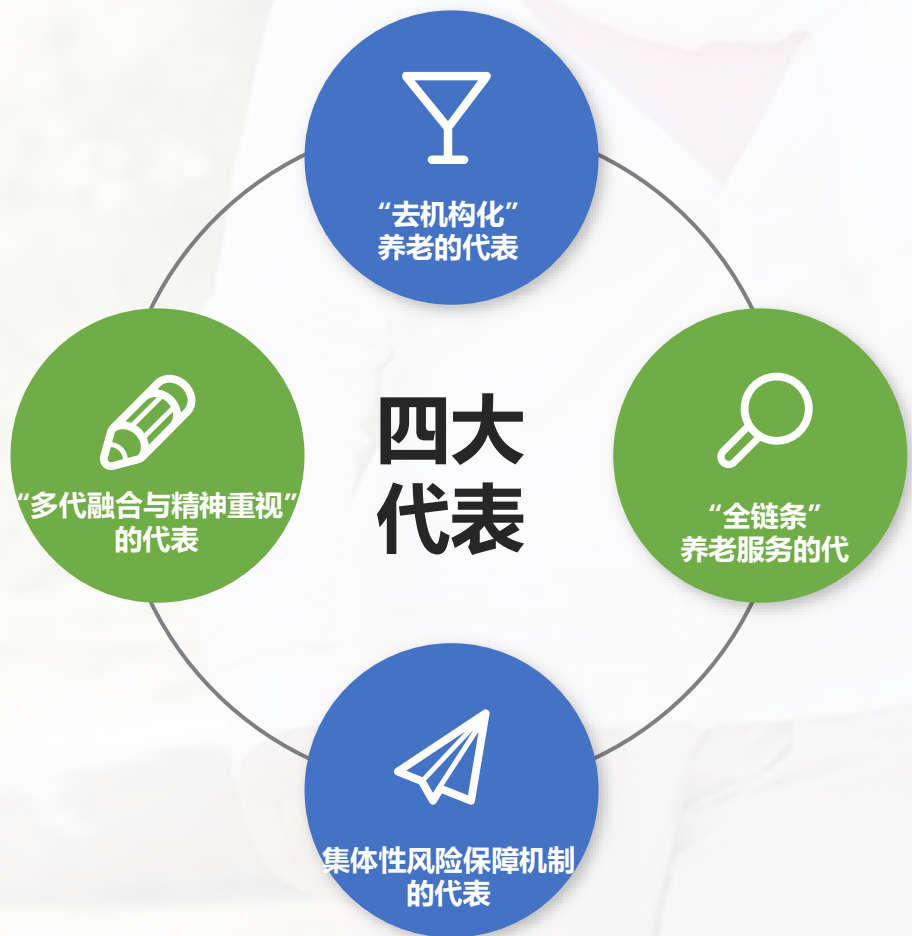 “去机构化”
养老的代表
“多代融合与精神重视”
的代表
四大
代表
“全链条”
养老服务的代
集体性风险保障机制
的代表